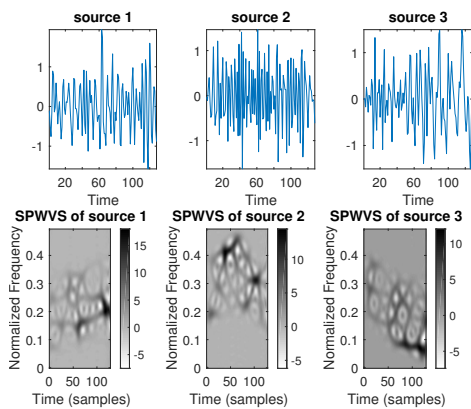 source 1
source 2
source 3
1
0
-1
20 60 100
Time
1
0
-1
20 60 100
Time
1
0
-1
20 60 100
Time
SPWVS of source 1
SPWVS of source 2
SPWVS of source 3
Normalized Frequency
0.4
0.3
0.2
0.1
0
0 50 100
Time (samples)
15
10
5
0
-5
Normalized Frequency
0.4
0.3
0.2
0.1
0
0 50 100
Time (samples)
10
5
0
-5
Normalized Frequency
0.4
0.3
0.2
0.1
0
0 50 100
Time (samples)
10
5
0
-5